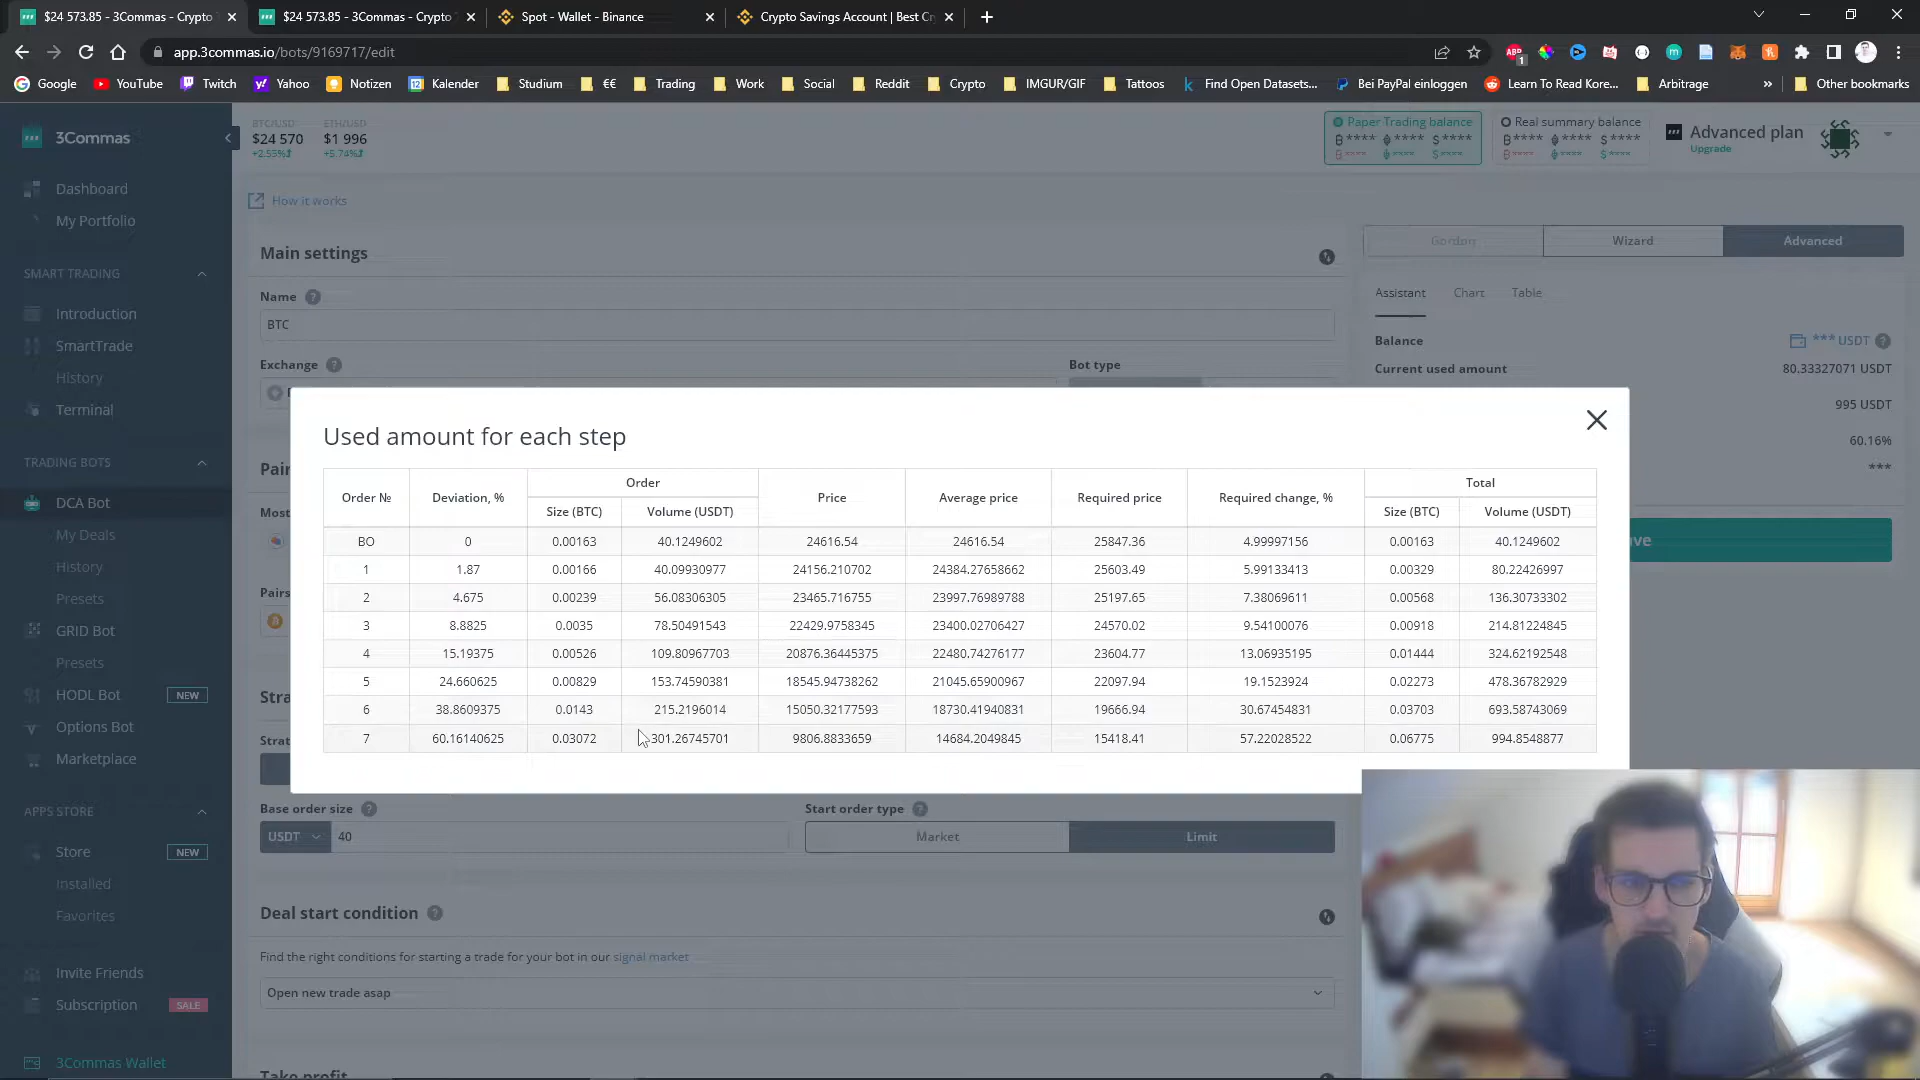 $24 573.85 - 3Commas - Crypto T
$24 573.85 - 3Commas - Crypto
Spot - Wallet - Binance
Crypto Savings Account | Best Cr
app.3commas.io/bots/9169717/edit
Google
YouTube
Twitch
Yahoo
Notizen
Kalender
Studium
€€
Trading
Work
Social
Reddit
Crypto
IMGUR/GIF
Tattoos
Find Open Datasets...
Bei PayPal einloggen
Learn To Read Kore...
Arbitrage
»
Other bookmarks
3Commas
BTC/USD
$24 570
+2.55%
ETH/USD
$1 996
+5.74%
Paper Trading balance
Real summary balance
Advanced plan
Upgrade
Dashboard
My Portfolio
SMART TRADING
Introduction
SmartTrade
History
Terminal
TRADING BOTS
DCA Bot
My Deals
History
Presets
GRID Bot
Presets
HODL Bot NEW
Options Bot
Marketplace
APPS STORE
Store NEW
Installed
Favorites
Invite Friends
Subscription SALE
3Commas Wallet
How it works
Main settings
Name ?
BTC
Exchange ?
Bot type
Gordon
Wizard
Advanced
Assistant Chart Table
Balance *** USDT ?
Current used amount 80.33327071 USDT
995 USDT
60.16%
***
Used amount for each step
Order № Deviation, % Order Price Average price Required price Required change, % Total
Size (BTC) Volume (USDT) Size (BTC) Volume (USDT)
BO 0 0.00163 40.1249602 24616.54 24616.54 25847.36 4.99997156 0.00163 40.1249602
1 1.87 0.00166 40.09930977 24156.210702 24384.27658662 25603.49 5.99133413 0.00329 80.22426997
2 4.675 0.00239 56.08306305 23465.716755 23997.76989788 25197.65 7.38069611 0.00568 136.30733302
3 8.8825 0.0035 78.50491543 22429.9758345 23400.02706427 24570.02 9.54100076 0.00918 214.81224845
4 15.19375 0.00526 109.80967703 20876.36445375 22480.74276177 23604.77 13.06935195 0.01444 324.62192548
5 24.660625 0.00829 153.74590381 18545.94738262 21045.65900967 22097.94 19.1523924 0.02273 478.36782929
6 38.8609375 0.0143 215.2196014 15050.32177593 18730.41940831 19666.94 30.67454831 0.03703 693.58743069
7 60.16140625 0.03072 301.26745701 9806.8833659 14684.2049845 15418.41 57.22028522 0.06775 994.8548877
Base order size ?
USDT 40
Start order type ?
Market
Limit
Deal start condition ?
Find the right conditions for starting a trade for your bot in our signal market
Open new trade asap
Take profit